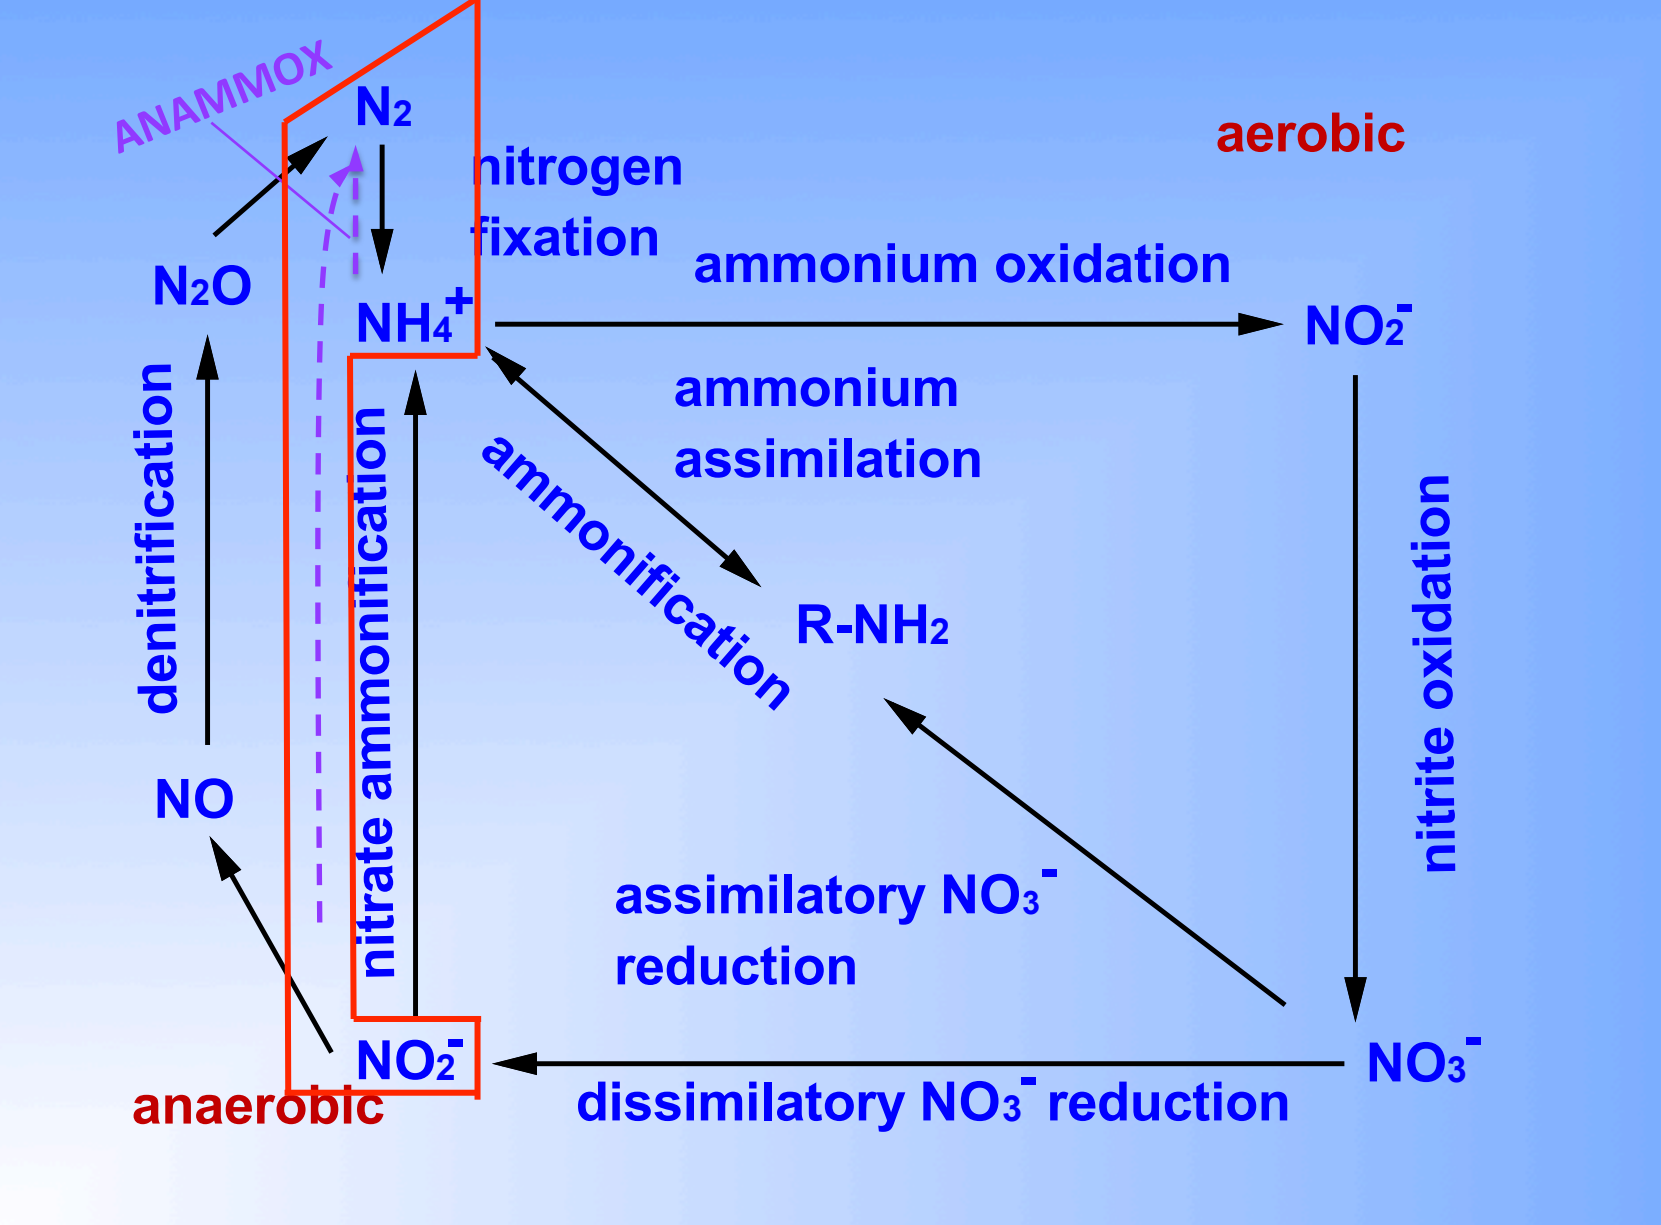 ANAMMOX
N2
aerobic
nitrogen
fixation
ammonium oxidation
N2O
NH4+
NO2-
ammonium
assimilation
denitrification
nitrate ammonification
ammonification
R-NH2
nitrite oxidation
NO
assimilatory NO3-
reduction
NO2-
NO3-
anaerobic
dissimilatory NO3- reduction